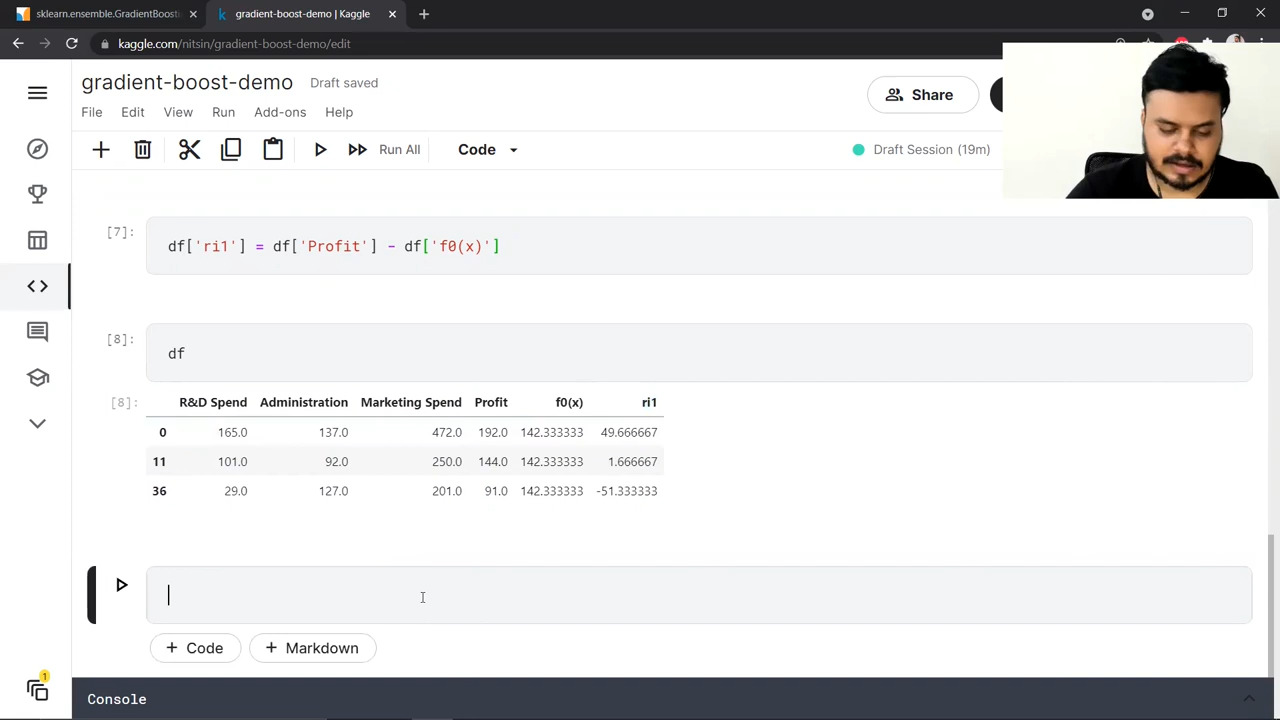 sklearn.ensemble.GradientBoost
gradient-boost-demo | Kaggle
kaggle.com/nitsin/gradient-boost-demo/edit
gradient-boost-demo Draft saved
Share
File Edit View Run Add-ons Help
Run All Code Draft Session (19m)
[7]: df['ri1'] = df['Profit'] - df['f0(x)']
[8]: df
[8]: R&D Spend Administration Marketing Spend Profit f0(x) ri1
0 165.0 137.0 472.0 192.0 142.333333 49.666667
11 101.0 92.0 250.0 144.0 142.333333 1.666667
36 29.0 127.0 201.0 91.0 142.333333 -51.333333
+ Code + Markdown
1
Console